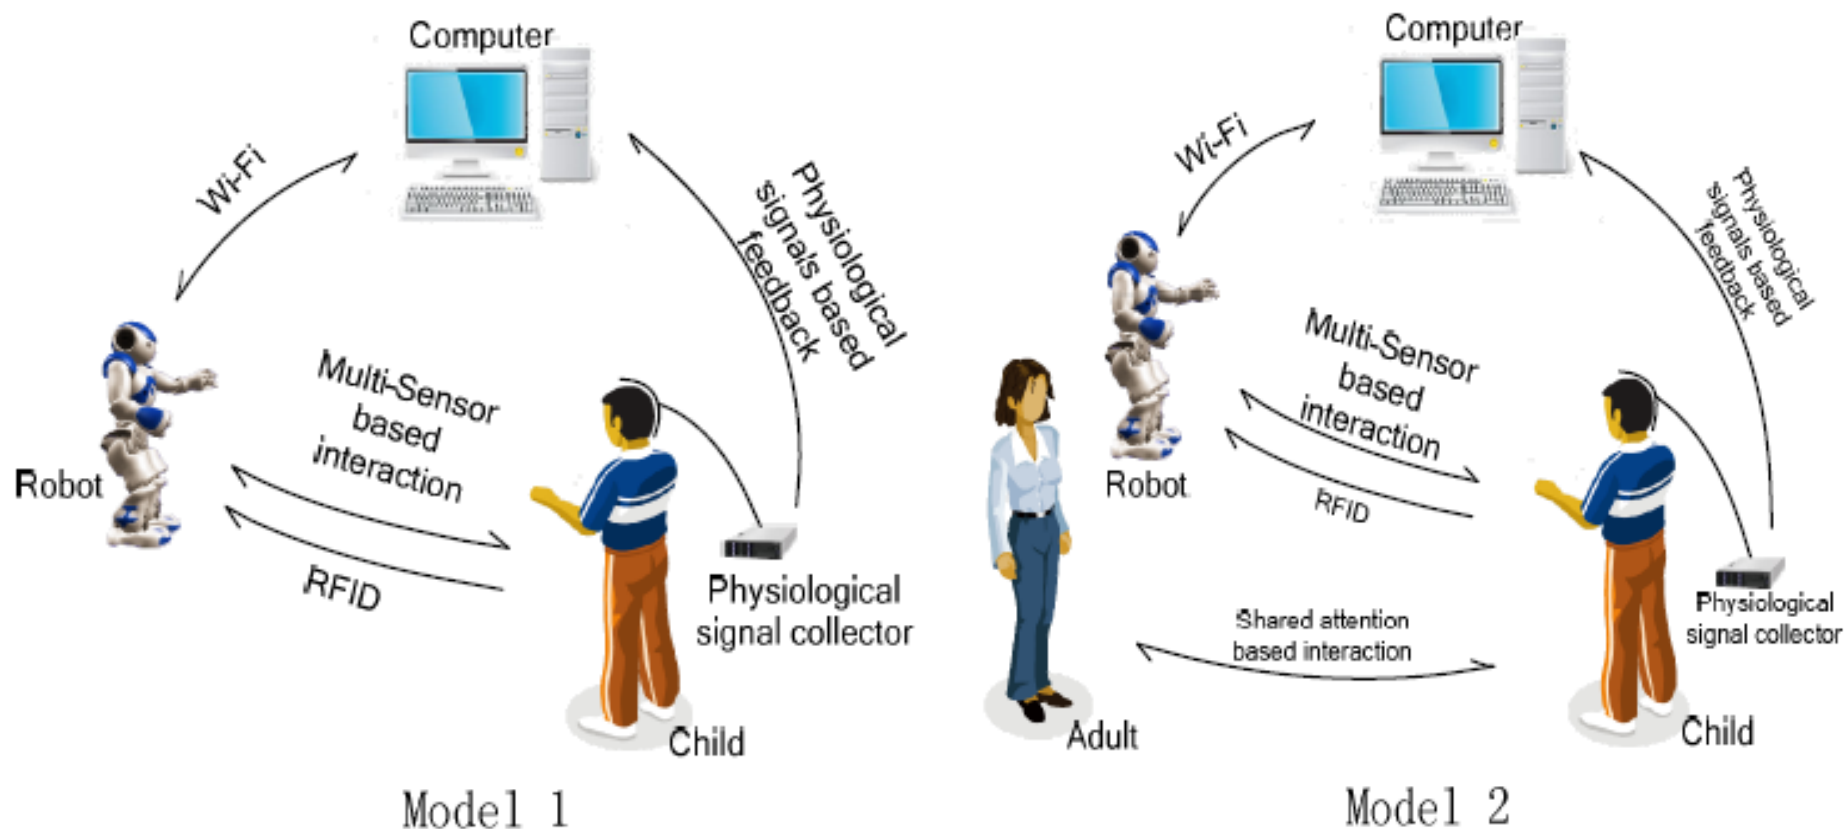 Computer
Wi-Fi
Physiological
signals based
feedback
Multi-Sensor
based
interaction
Robot
RFID
Physiological
signal collector
Child
Model 1
Computer
Wi-Fi
Physiological
signals based
feedback
Multi-Sensor
based
interaction
Robot
RFID
Physiological
signal collector
Shared attention
based interaction
Adult
Child
Model 2